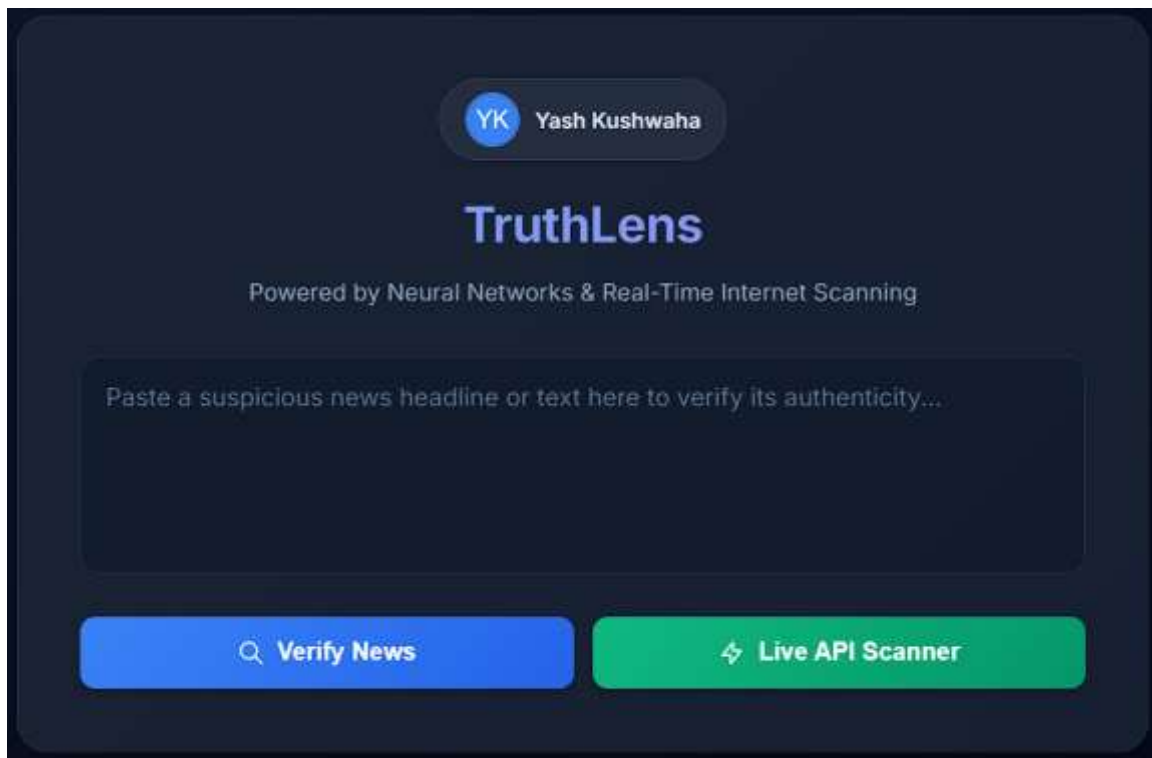 YK Yash Kushwaha
TruthLens
Powered by Neural Networks & Real-Time Internet Scanning
Paste a suspicious news headline or text here to verify its authenticity...
Verify News
Live API Scanner